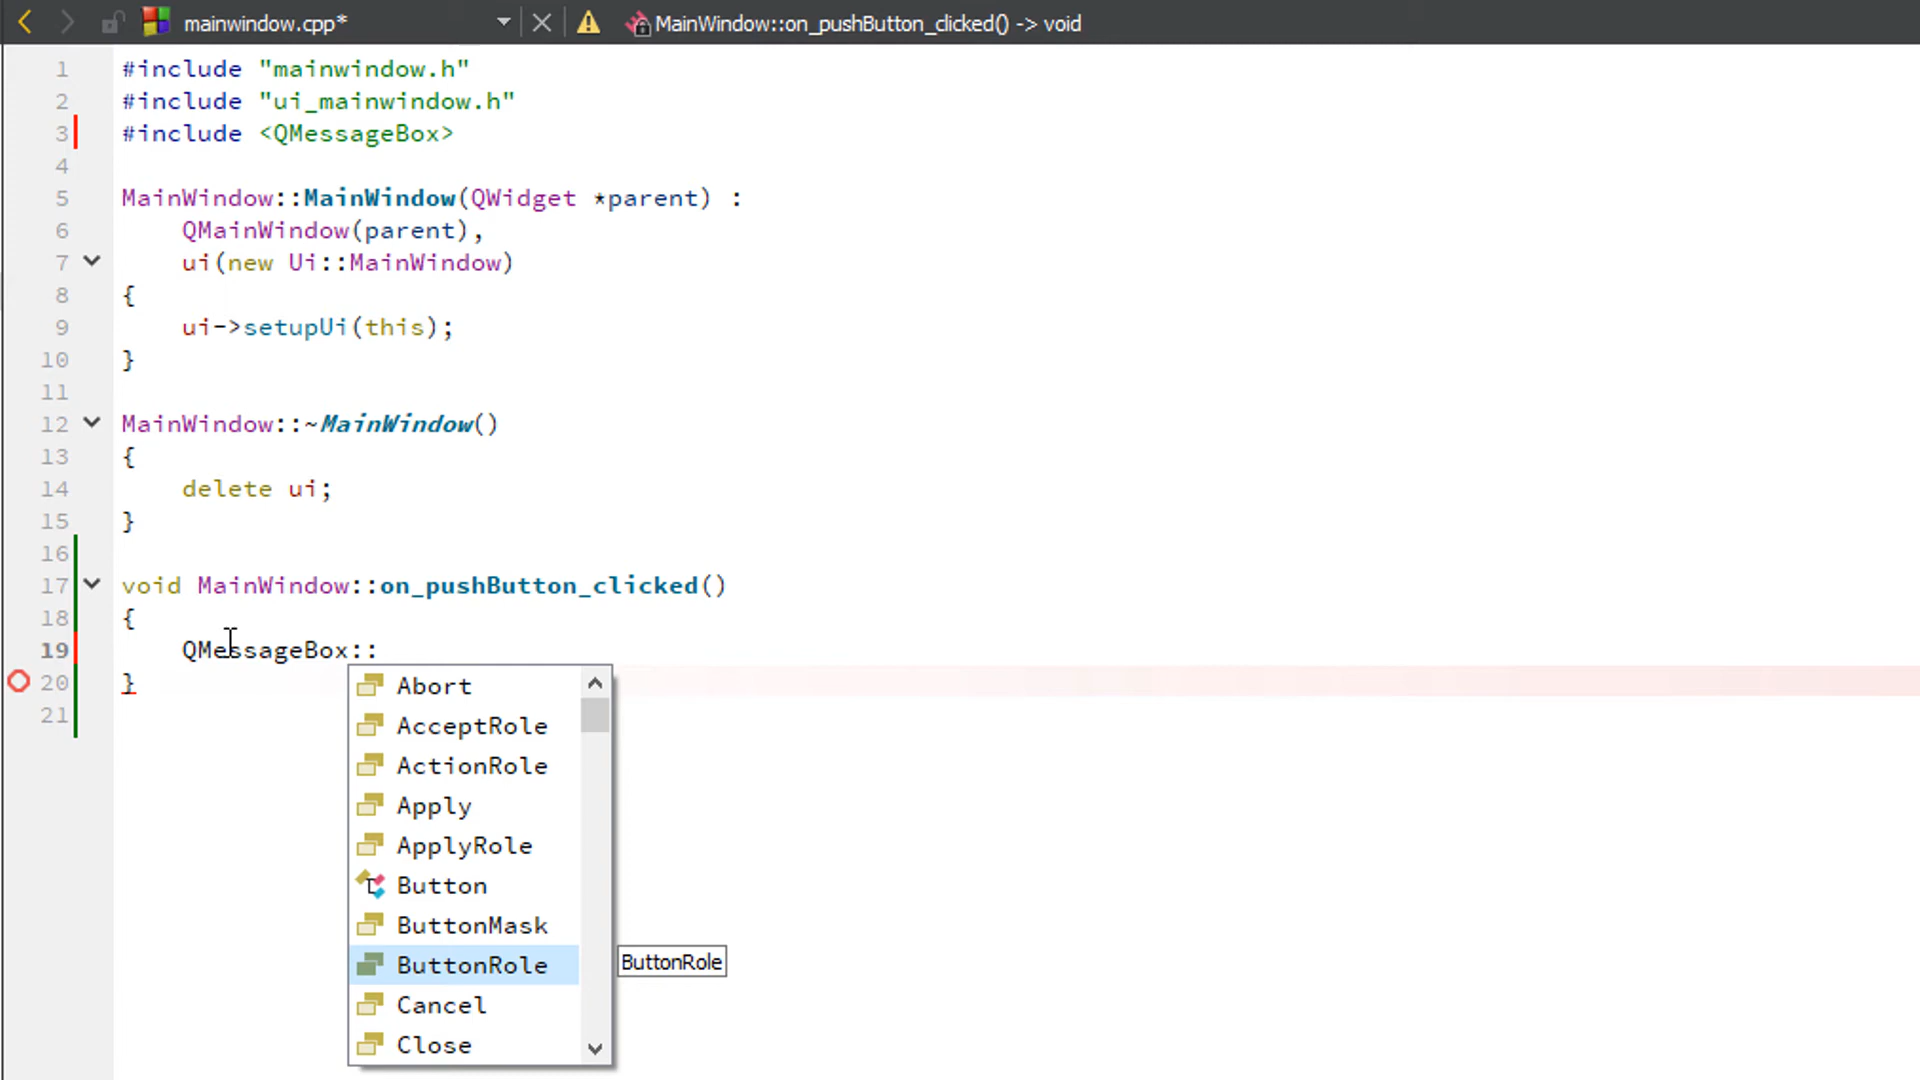 mainwindow.cpp* MainWindow::on_pushButton_clicked() -> void
1 #include "mainwindow.h"
2 #include "ui_mainwindow.h"
3 #include <QMessageBox>
4
5 MainWindow::MainWindow(QWidget *parent) :
6 QMainWindow(parent),
7 ui(new Ui::MainWindow)
8 {
9 ui->setupUi(this);
10 }
11
12 MainWindow::~MainWindow()
13 {
14 delete ui;
15 }
16
17 void MainWindow::on_pushButton_clicked()
18 {
19 QMessageBox::
20 }
21
Abort
AcceptRole
ActionRole
Apply
ApplyRole
Button
ButtonMask
ButtonRole ButtonRole
Cancel
Close